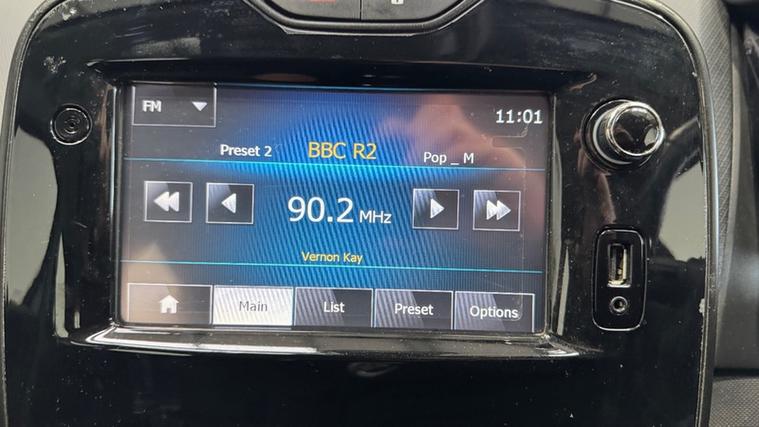 FM
11:01
Preset 2 BBC R2 Pop _ M
90.2 MHz
Vernon Kay
Main List Preset Options